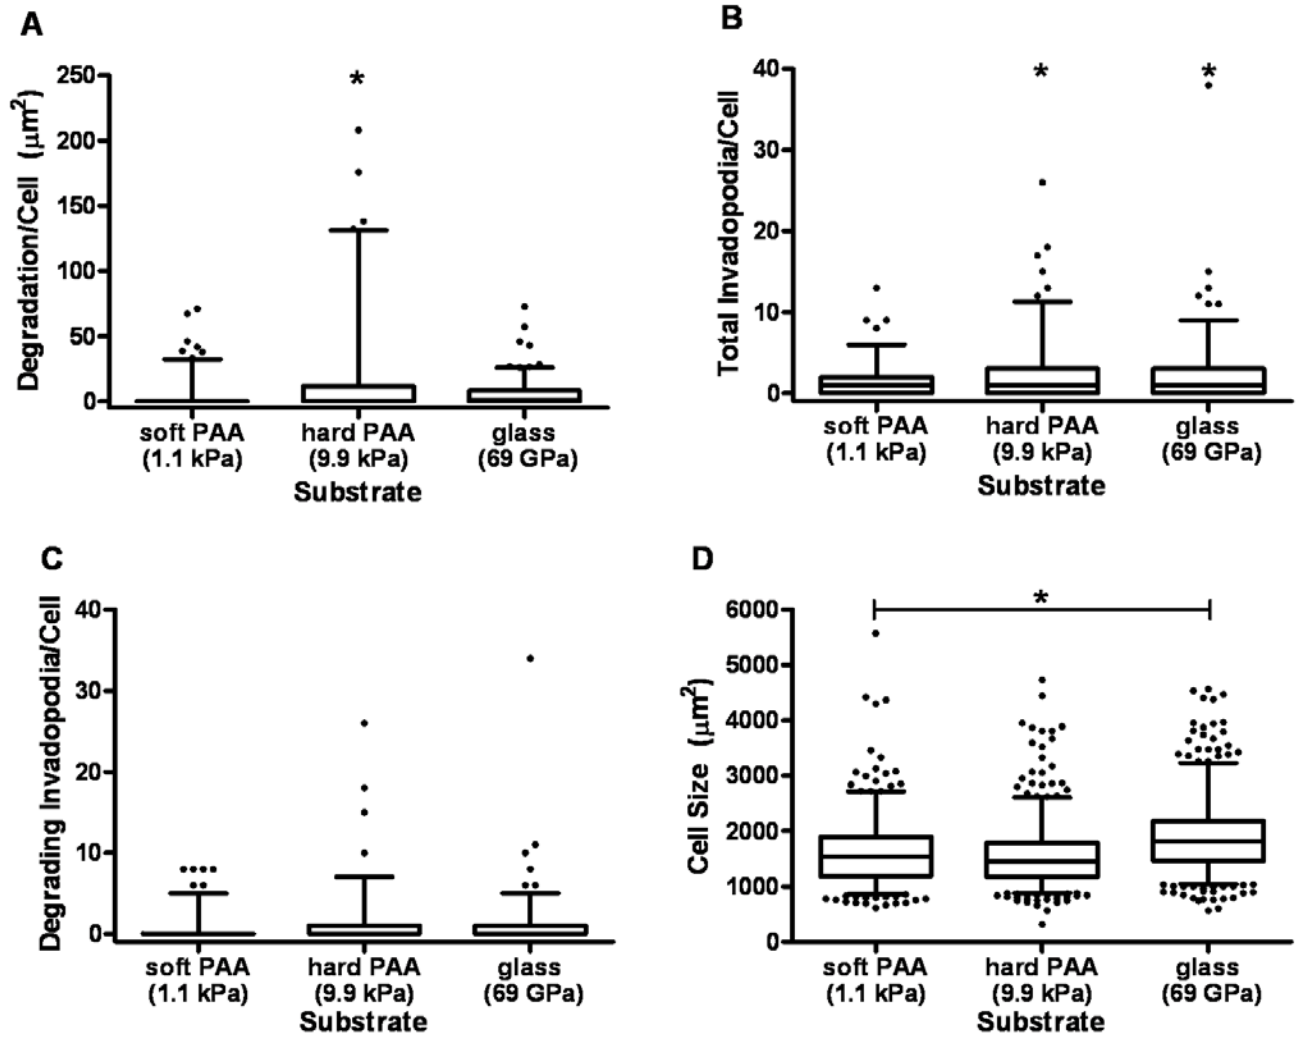 A
Degradation/Cell (μm²)
250
200
150
100
50
0
*
soft PAA hard PAA glass
(1.1 kPa) (9.9 kPa) (69 GPa)
Substrate
B
Total Invadopodia/Cell
40
30
20
10
0
* *
soft PAA hard PAA glass
(1.1 kPa) (9.9 kPa) (69 GPa)
Substrate
C
Degrading Invadopodia/Cell
40
30
20
10
0
soft PAA hard PAA glass
(1.1 kPa) (9.9 kPa) (69 GPa)
Substrate
D
Cell Size (μm²)
6000
5000
4000
3000
2000
1000
0
*
soft PAA hard PAA glass
(1.1 kPa) (9.9 kPa) (69 GPa)
Substrate